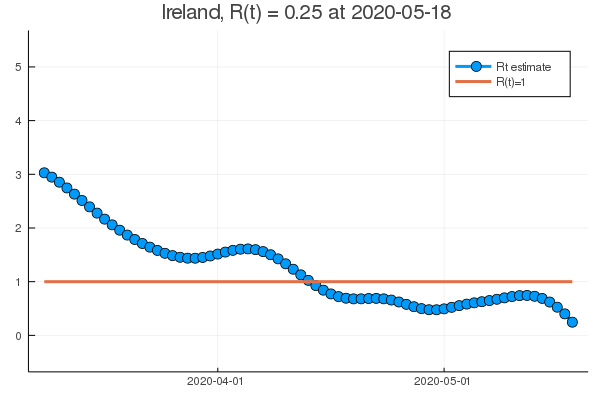 Ireland, R(t) = 0.25 at 2020-05-18
5
Rt estimate
R(t)=1
4
3
2
1
0
2020-04-01
2020-05-01